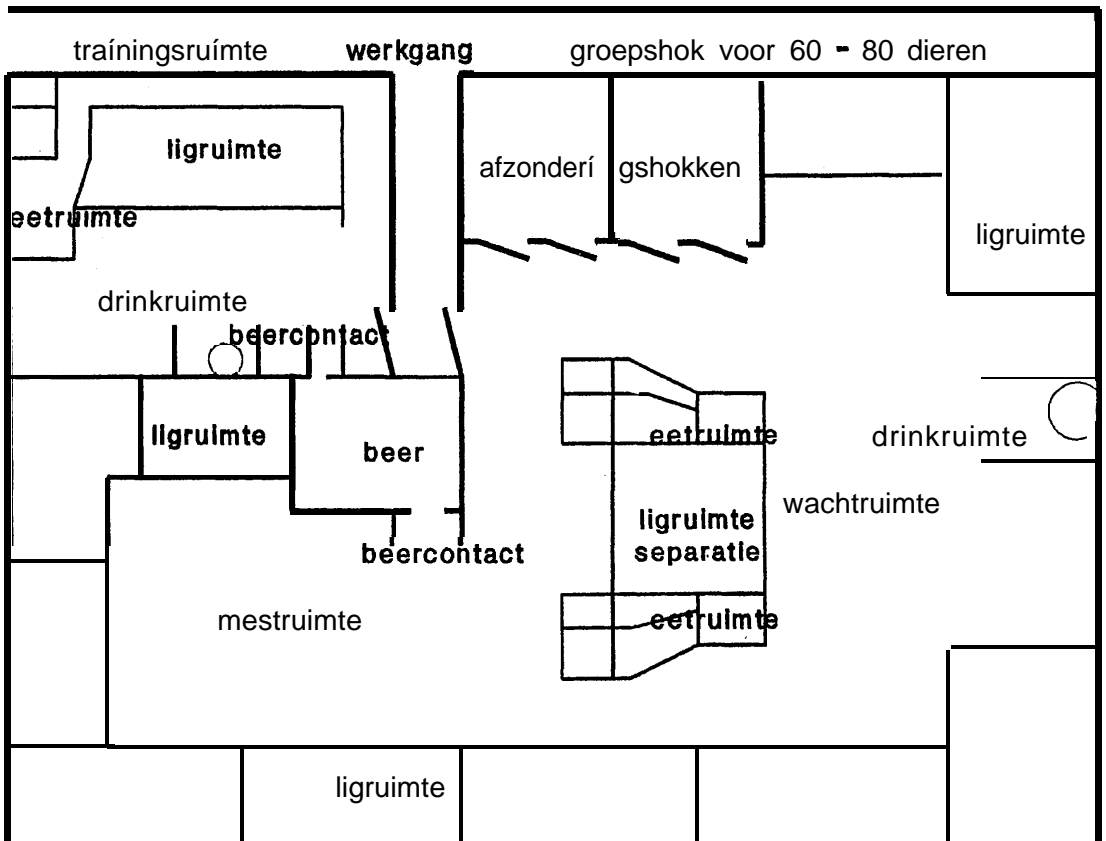 traíningsruímte
werkgang
groepshok voor 60 - 80 dieren
ligruimte
afzonderí gshokken
eetruimte
ligruimte
drinkruimte
beercontact
ligruimte
beer
eetruimte
drinkruimte
wachtruimte
ligruimte
separatie
beercontact
mestruimte
eetruimte
ligruimte